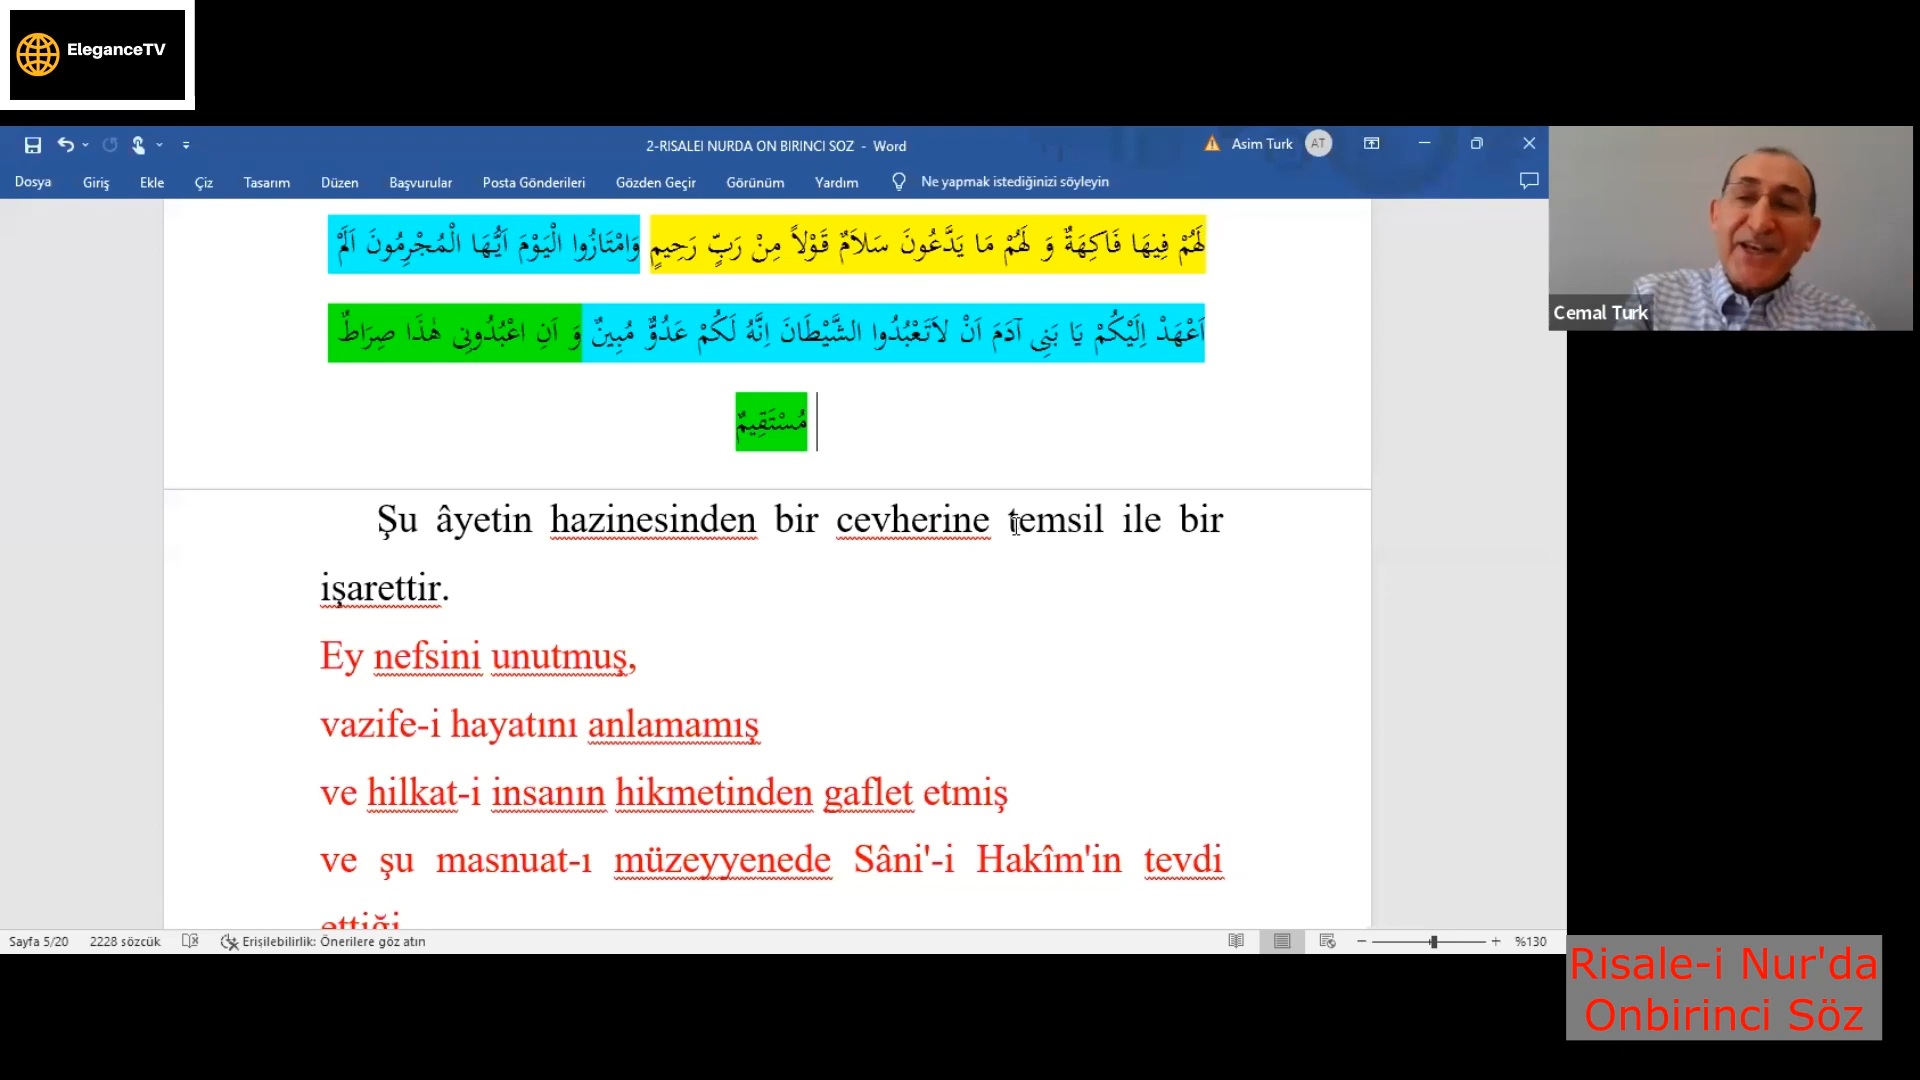 EleganceTV
2-RISALEI NURDA ON BIRINCI SOZ - Word
Asim Turk
AT
Dosya Giriş Ekle Çiz Tasarım Düzen Başvurular Posta Gönderileri Gözden Geçir Görünüm Yardım Ne yapmak istediğinizi söyleyin
لَهُمْ فِيهَا فَاكِهَةٌ وَ لَهُمْ مَا يَدَّعُونَ سَلاَمٌ قَوْلاً مِنْ رَبٍّ رَحِيمٍ وَامْتَازُوا الْيَوْمَ اَيُّهَا الْمُجْرِمُونَ اَلَمْ
اَعْهَدْ اِلَيْكُمْ يَا بَنِى آدَمَ اَنْ لاَتَعْبُدُوا الشَّيْطَانَ اِنَّهُ لَكُمْ عَدُوٌّ مُبِينٌ وَ اَنِ اعْبُدُونِى هٰذَا صِرَاطٌ
مُسْتَقِيمٌ
Şu âyetin hazinesinden bir cevherine temsil ile bir
işarettir.
Ey nefsini unutmuş,
vazife-i hayatını anlamamış
ve hilkat-i insanın hikmetinden gaflet etmiş
ve şu masnuat-ı müzeyyenede Sâni'-i Hakîm'in tevdi
ettiği
Sayfa 5/20 2228 sözcük Erişilebilirlik: Önerilere göz atın %130
Cemal Turk
Risale-i Nur'da
Onbirinci Söz